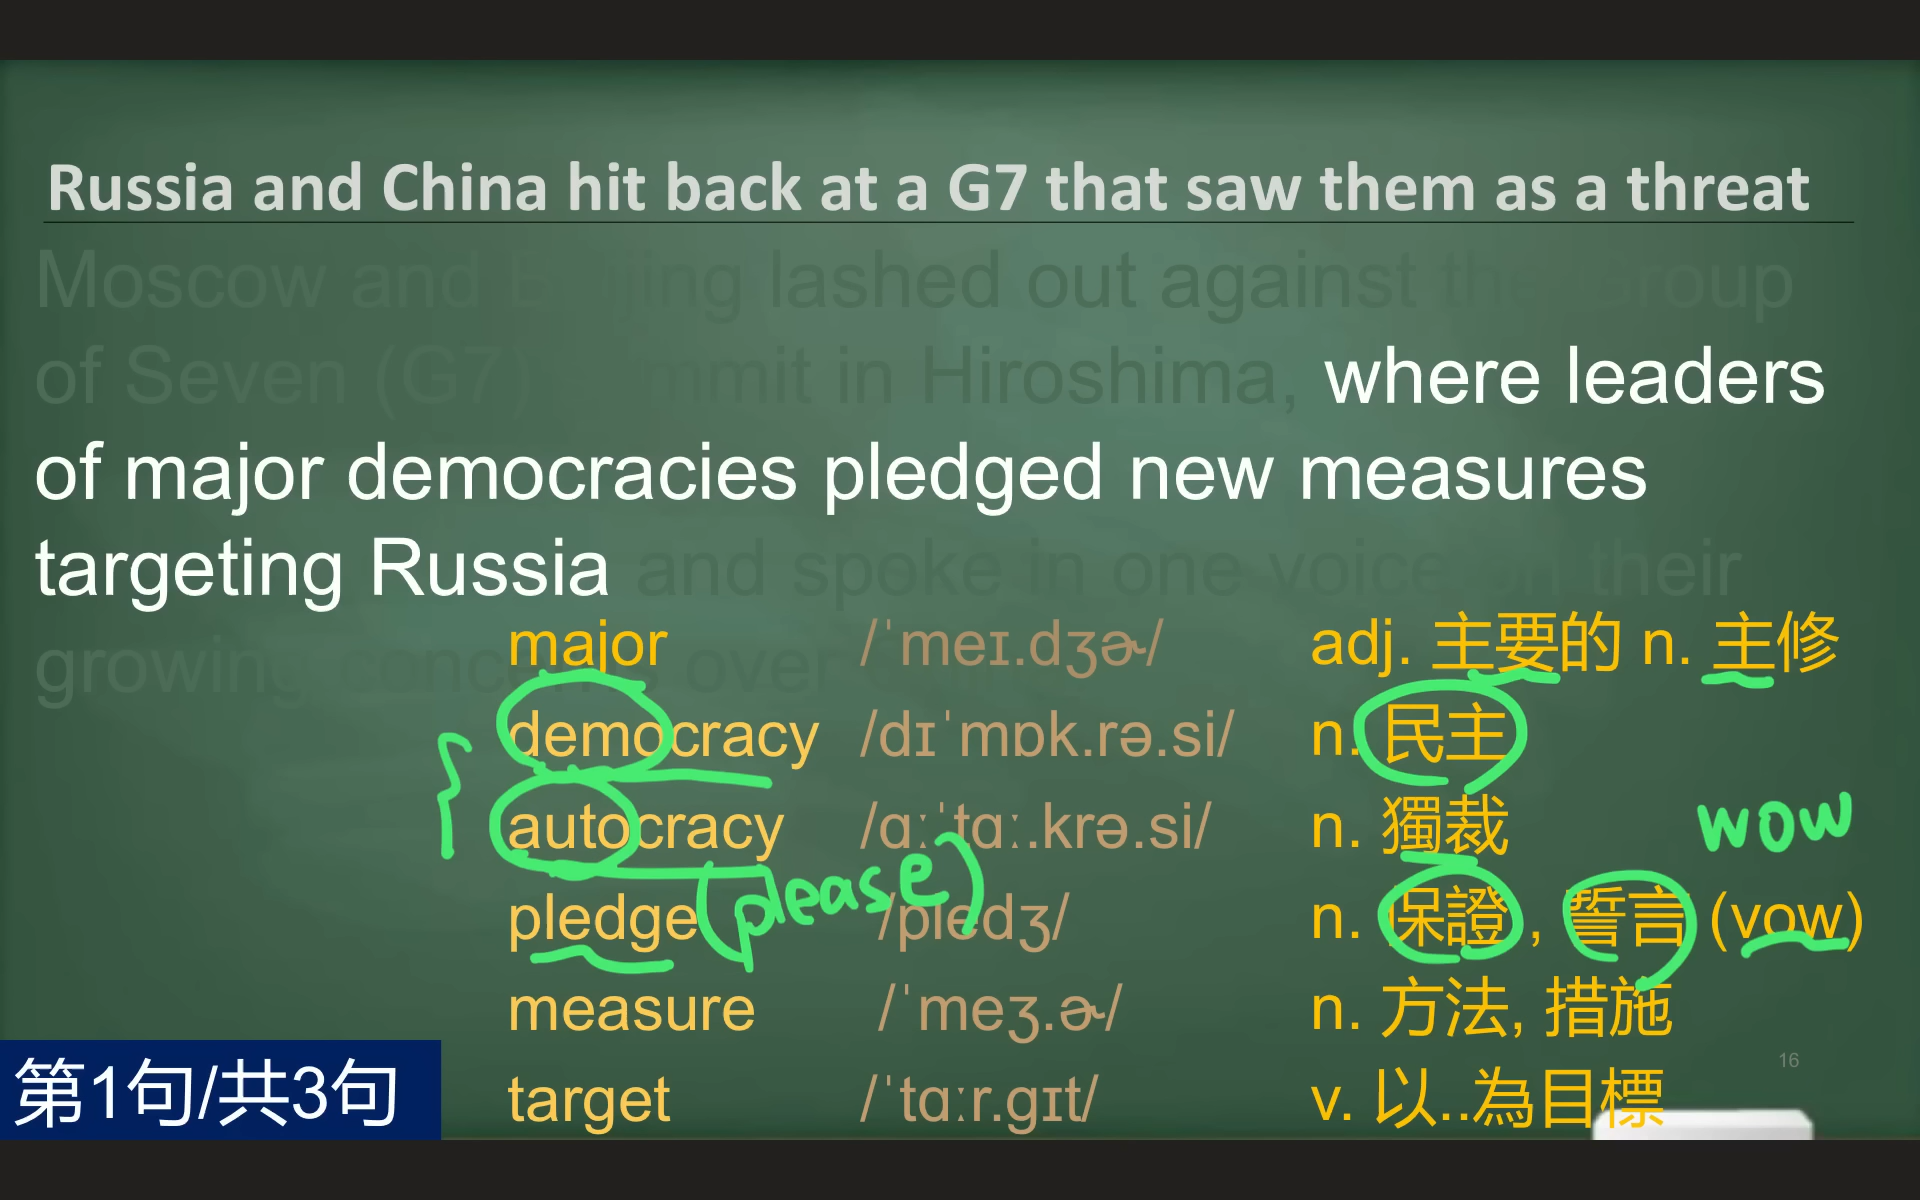 Russia and China hit back at a G7 that saw them as a threat
Moscow and jing lashed out against the Group
of Seven (G7) mmit in Hiroshima, where leaders
of major democracies pledged new measures
targeting Russia and spoke in one voice on their
growing concerns over
major /ˈmeɪ.dʒɚ/ adj. 主要的 n. 主修
democracy /dɪˈmɒk.rə.si/ n. 民主
autocracy /ɑːˈtɑː.krə.si/ n. 獨裁
wow
pledge (please) /pledʒ/ n. 保證, 誓言 (vow)
measure /ˈmeʒ.ɚ/ n. 方法, 措施
target /ˈtɑːr.gɪt/ v. 以..為目標
第1句/共3句
16